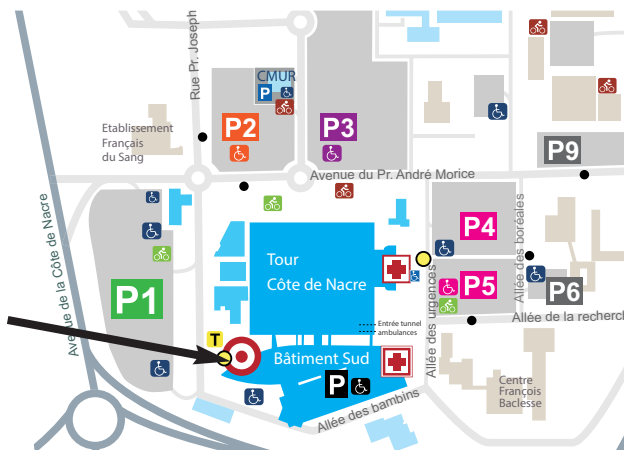 Rue Pr. Joseph
CMUR
P
P2
P3
Etablissement
Français
du Sang
P9
Avenue du Pr. André Morice
Avenue de la Côte de Nacre
P1
Tour
Côte de Nacre
P4
Allée des boréales
P5
P6
Allée des urgences
Allée de la recherch
Entrée tunnel
ambulances
T
Bâtiment Sud
P
Allée des bambins
Centre
François
Baclesse